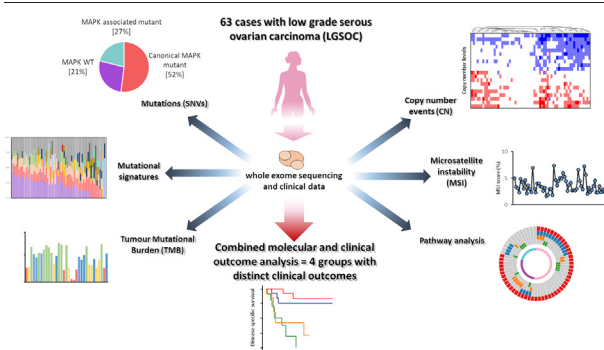 63 cases with low grade serous
ovarian carcinoma (LGSOC)
MAPK associated mutant
[27%]
MAPK WT
[21%]
Canonical MAPK
mutant
[52%]
Mutations (SNVs)
Copy number levels
Copy number
events (CN)
Mutational
signatures
whole exome sequencing
and clinical data
Microsatellite
instability
(MSI)
MSI score (%)
10
5
0
Tumour Mutational
Burden (TMB)
Pathway analysis
Combined molecular and clinical
outcome analysis = 4 groups with
distinct clinical outcomes
Disease specific survival